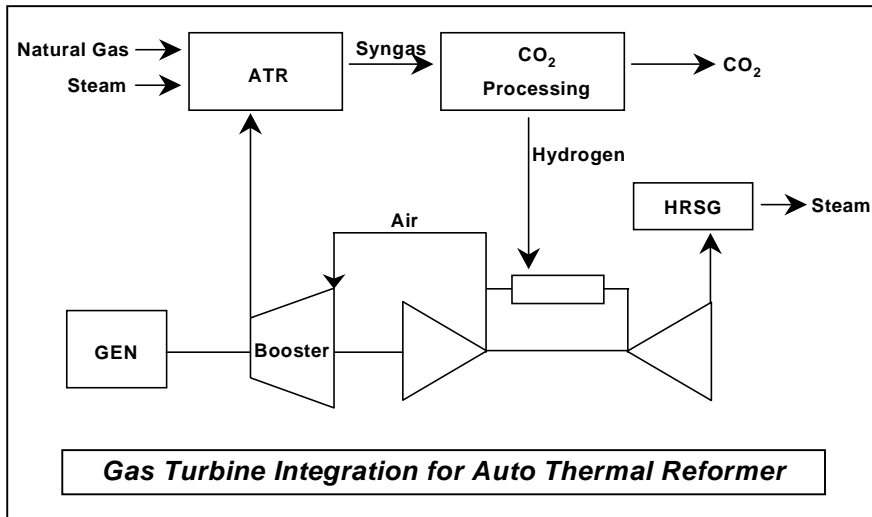 Natural Gas
Steam
ATR
Syngas
CO₂
Processing
CO₂
Hydrogen
HRSG
Steam
Air
GEN
Booster
Gas Turbine Integration for Auto Thermal Reformer